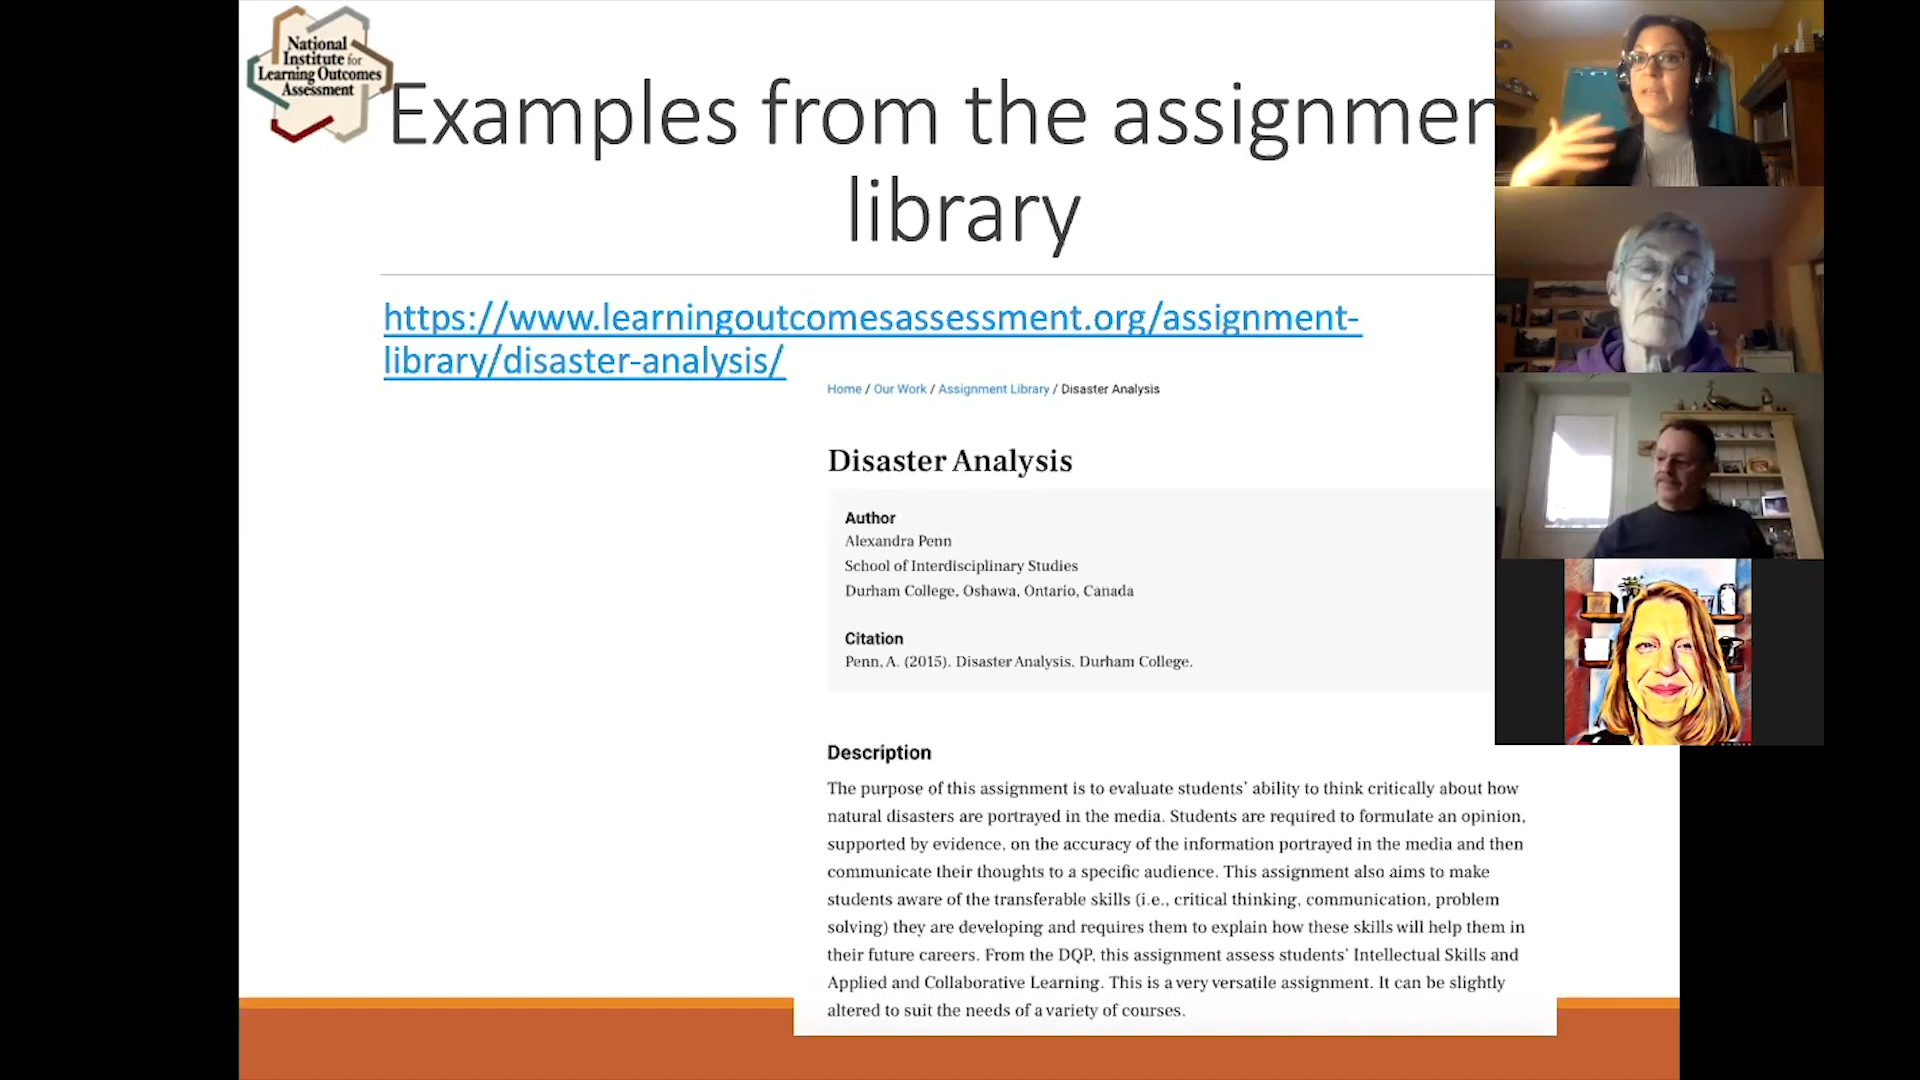 National
Institute for
Learning Outcomes
Assessment
Examples from the assignmen
library
https://www.learningoutcomesassessment.org/assignment-
library/disaster-analysis/
Home / Our Work / Assignment Library / Disaster Analysis
Disaster Analysis
Author
Alexandra Penn
School of Interdisciplinary Studies
Durham College, Oshawa, Ontario, Canada
Citation
Penn, A. (2015). Disaster Analysis. Durham College.
Description
The purpose of this assignment is to evaluate students' ability to think critically about how
natural disasters are portrayed in the media. Students are required to formulate an opinion,
supported by evidence, on the accuracy of the information portrayed in the media and then
communicate their thoughts to a specific audience. This assignment also aims to make
students aware of the transferable skills (i.e., critical thinking, communication, problem
solving) they are developing and requires them to explain how these skills will help them in
their future careers. From the DQP, this assignment assess students' Intellectual Skills and
Applied and Collaborative Learning. This is a very versatile assignment. It can be slightly
altered to suit the needs of a variety of courses.